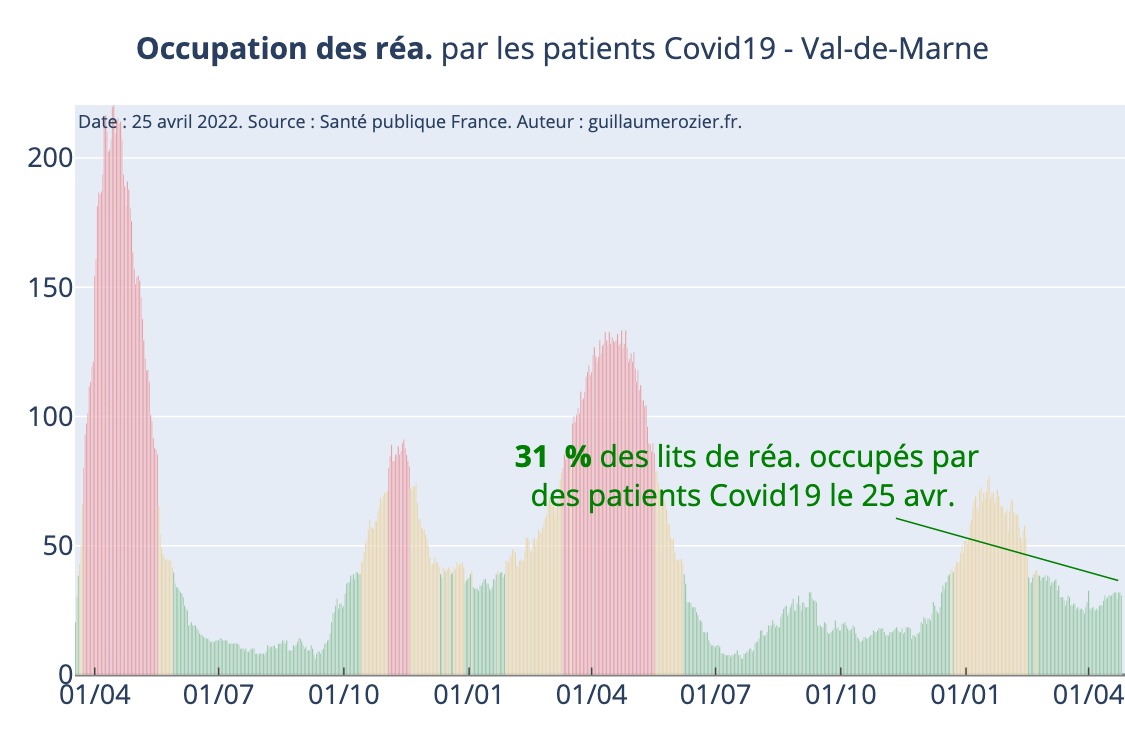 Occupation des réa. par les patients Covid19 - Val-de-Marne
Date : 25 avril 2022. Source : Santé publique France. Auteur : guillaumerozier.fr.
200
150
100
31 % des lits de réa. occupés par
des patients Covid19 le 25 avr.
50
0
01/04 01/07 01/10 01/01 01/04 01/07 01/10 01/01 01/04